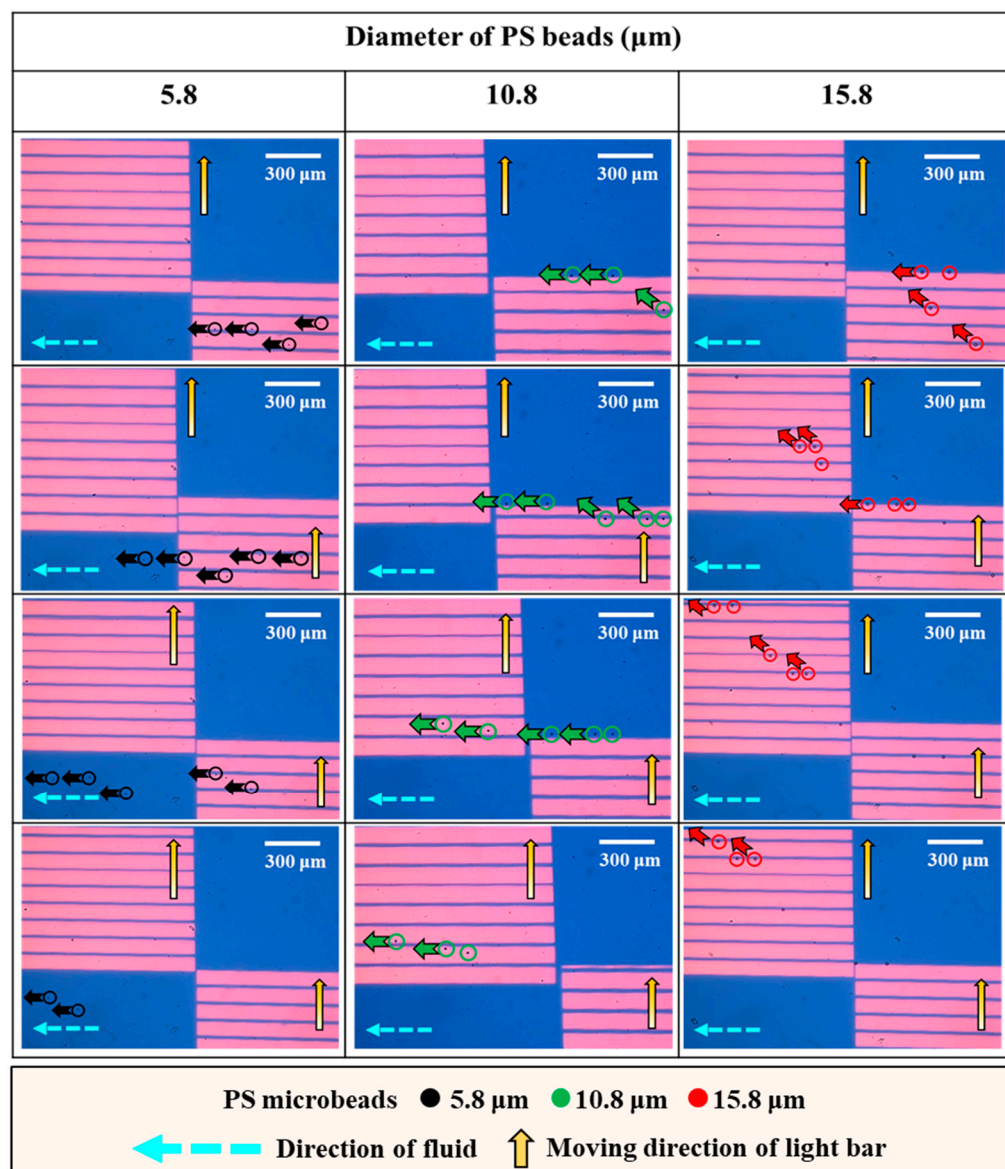 Diameter of PS beads (µm)
5.8 10.8 15.8
300 µm 300 µm 300 µm
300 µm 300 µm 300 µm
300 µm 300 µm 300 µm
300 µm 300 µm 300 µm
PS microbeads 5.8 µm 10.8 µm 15.8 µm
Direction of fluid Moving direction of light bar